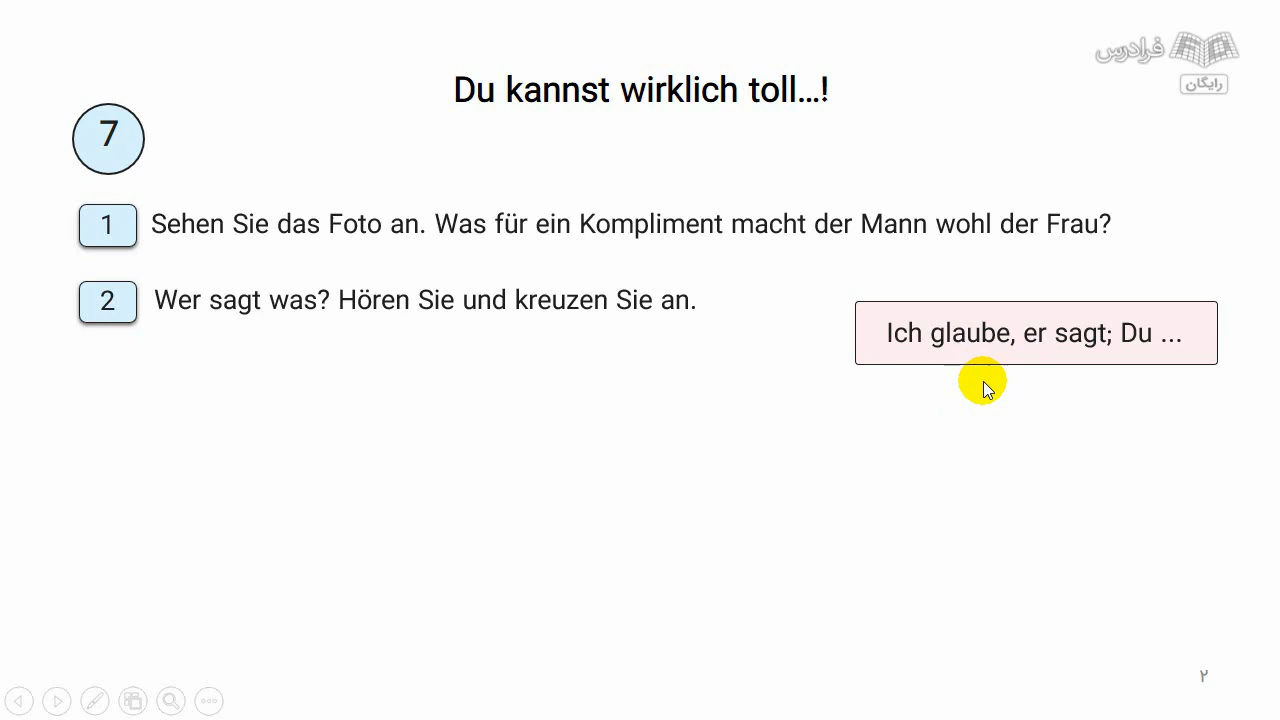 فرادرس
رایگان
Du kannst wirklich toll...!
7
1 Sehen Sie das Foto an. Was für ein Kompliment macht der Mann wohl der Frau?
2 Wer sagt was? Hören Sie und kreuzen Sie an.
Ich glaube, er sagt; Du ...
۲